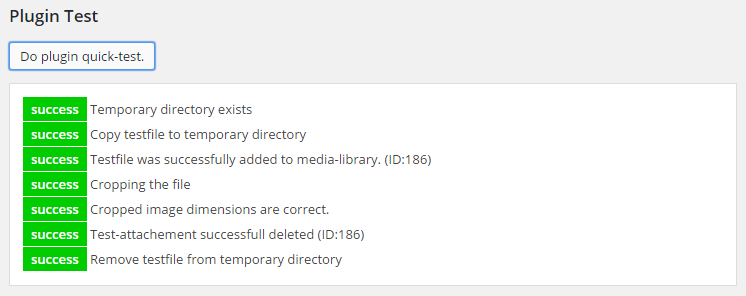 Plugin Test
Do plugin quick-test.
success Temporary directory exists
success Copy testfile to temporary directory
success Testfile was successfully added to media-library. (ID:186)
success Cropping the file
success Cropped image dimensions are correct.
success Test-attachement successfull deleted (ID:186)
success Remove testfile from temporary directory